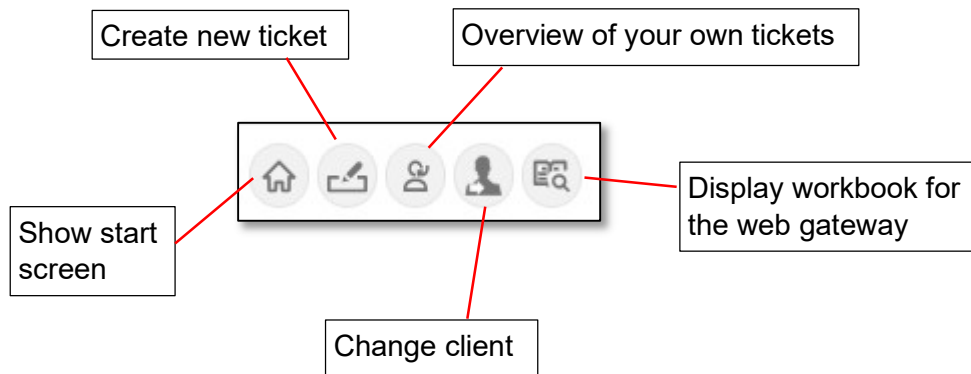 Create new ticket
Overview of your own tickets
Show start
screen
Display workbook for
the web gateway
Change client